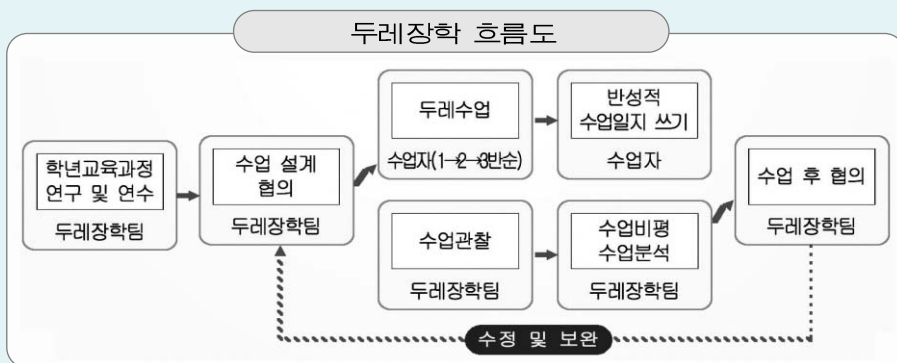 두레장학 흐름도
학년교육과정
연구 및 연수
두레장학팀
수업 설계
협의
두레장학팀
두레수업
수업자(1→2→3반순)
반성적
수업일지 쓰기
수업자
수업관찰
두레장학팀
수업비평
수업분석
두레장학팀
수업 후 협의
두레장학팀
수정 및 보완